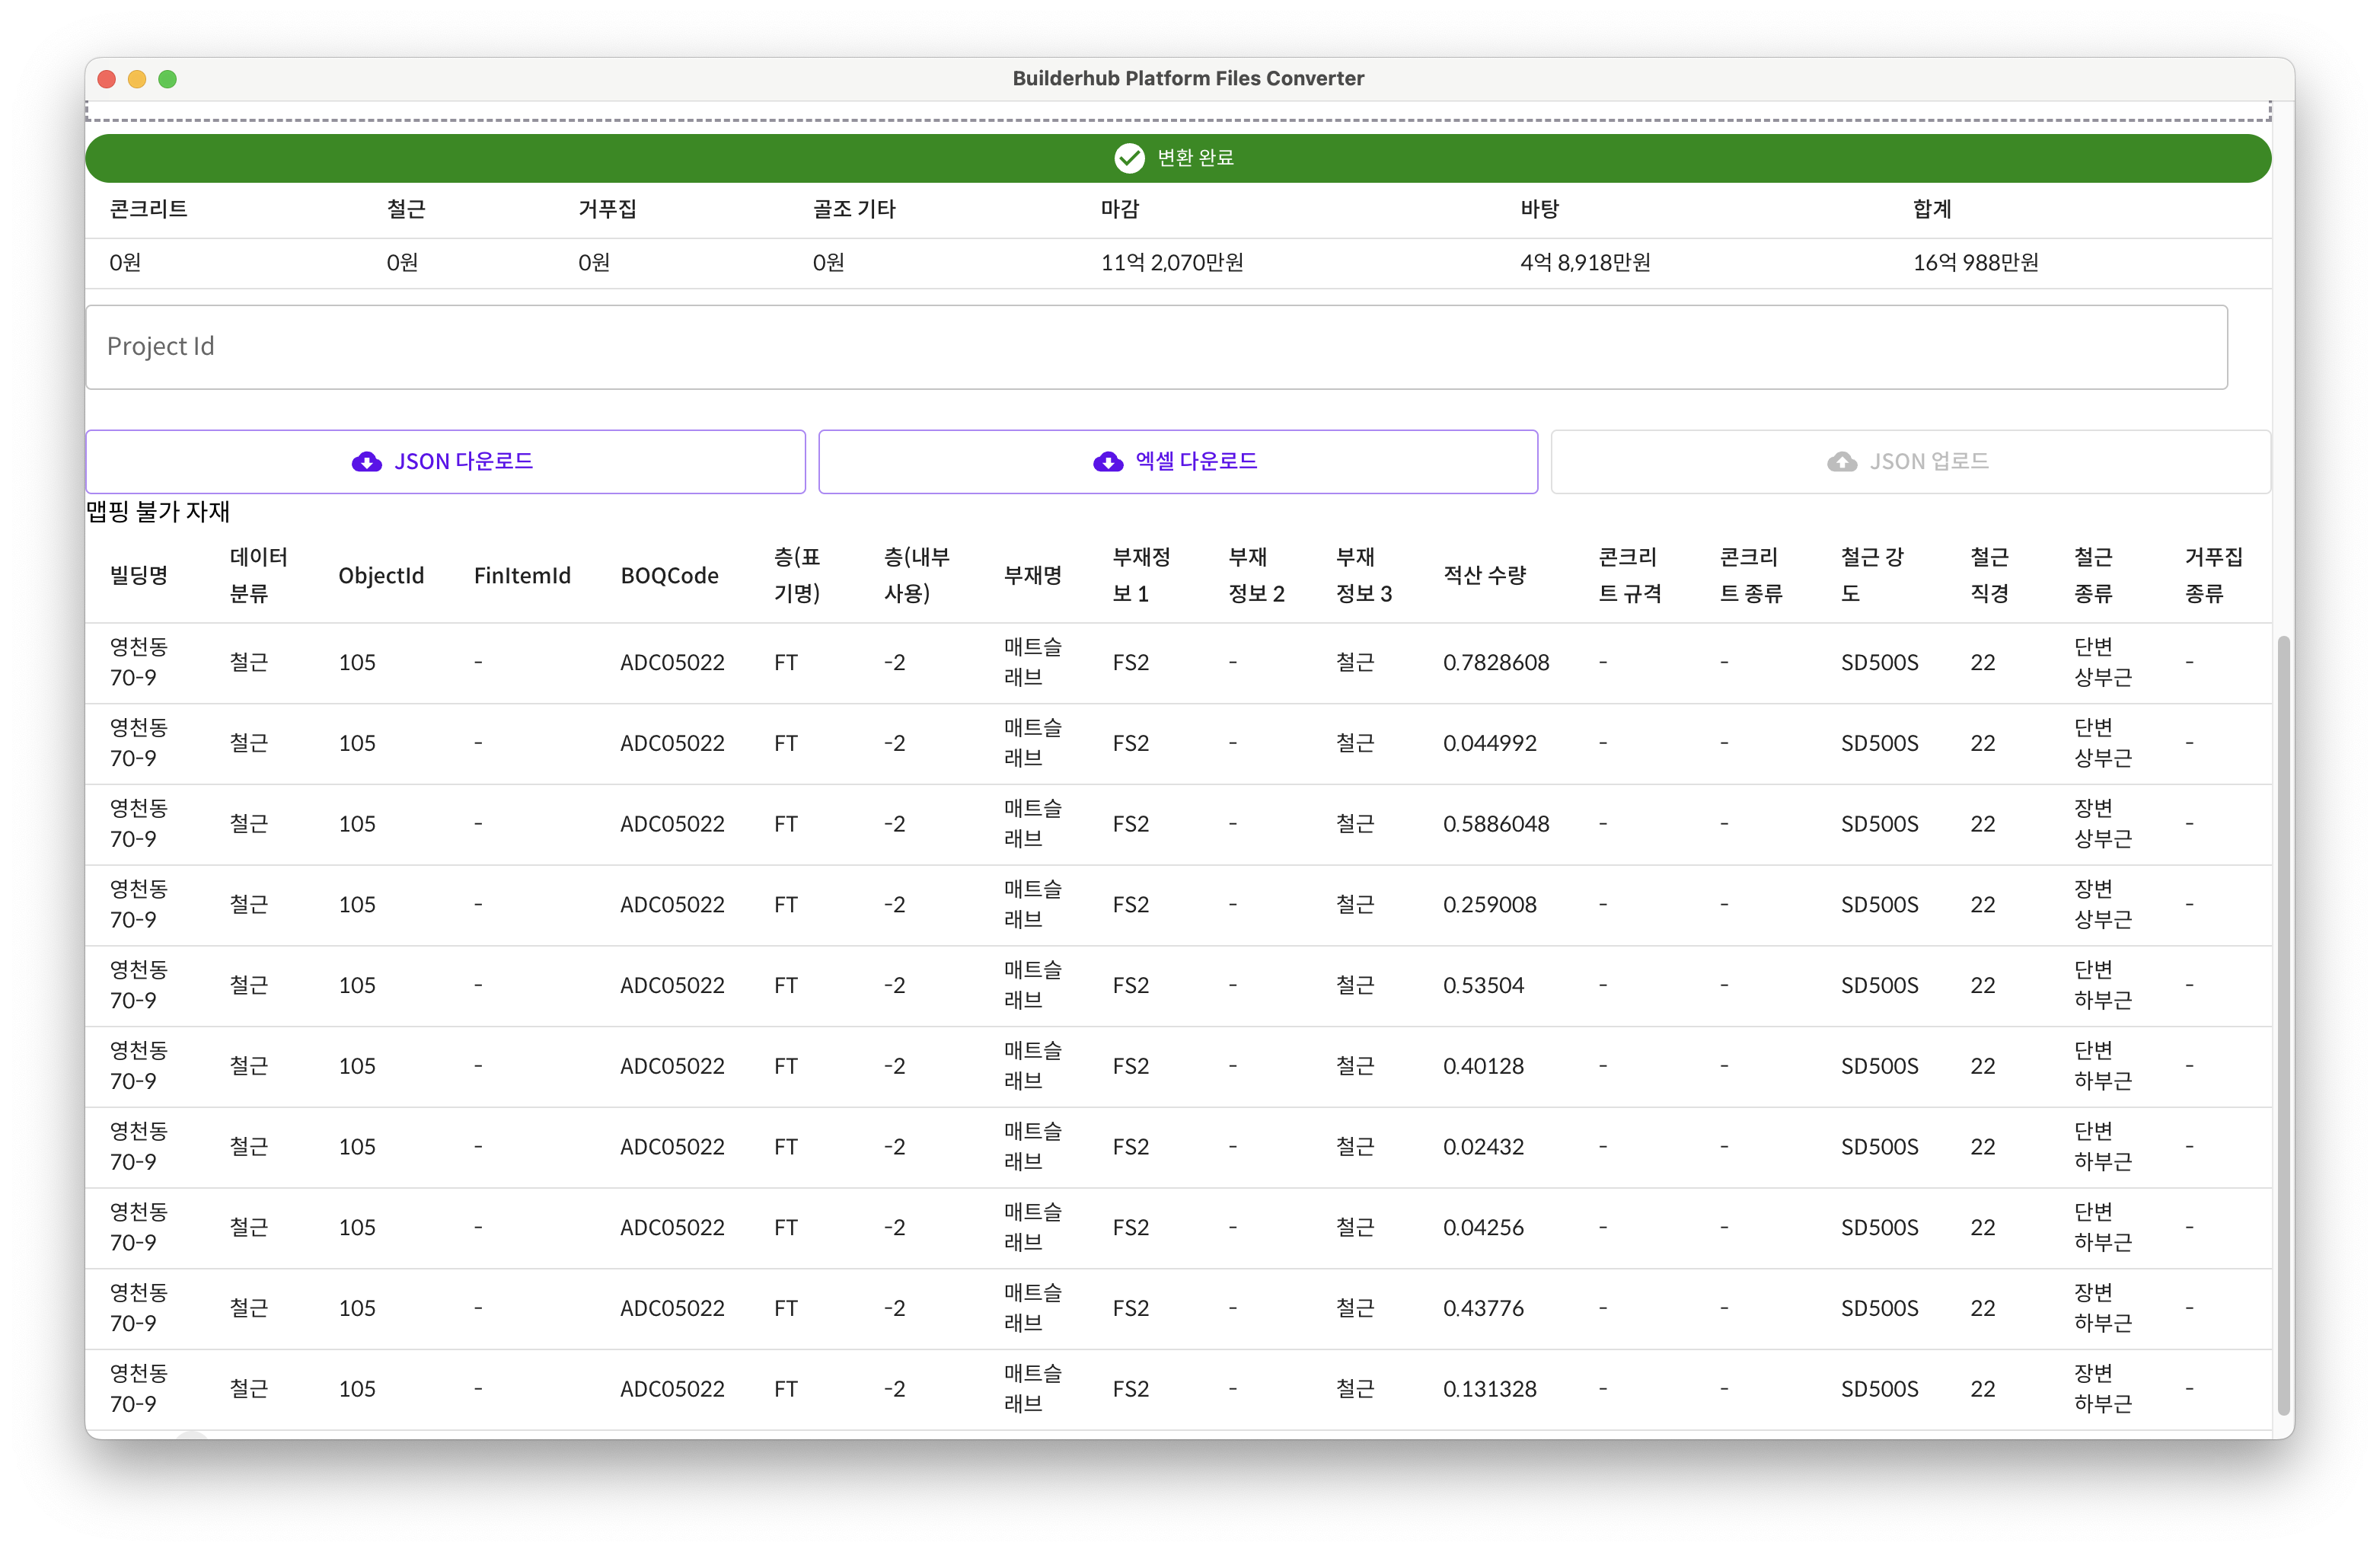 Builderhub Platform Files Converter
변환 완료
콘크리트 철근 거푸집 골조 기타 마감 바탕 합계
0원 0원 0원 0원 11억 2,070만원 4억 8,918만원 16억 988만원
Project Id
JSON 다운로드 엑셀 다운로드 JSON 업로드
맵핑 불가 자재
빌딩명 데이터 분류 ObjectId FinItemId BOQCode 층(표기명) 층(내부 사용) 부재명 부재정보 1 부재 정보 2 부재 정보 3 적산 수량 콘크리트 규격 콘크리트 종류 철근 강도 철근 직경 철근 종류 거푸집 종류
영천동 70-9 철근 105 - ADC05022 FT -2 매트슬래브 FS2 - 철근 0.7828608 - - SD500S 22 단변 상부근 -
영천동 70-9 철근 105 - ADC05022 FT -2 매트슬래브 FS2 - 철근 0.044992 - - SD500S 22 단변 상부근 -
영천동 70-9 철근 105 - ADC05022 FT -2 매트슬래브 FS2 - 철근 0.5886048 - - SD500S 22 장변 상부근 -
영천동 70-9 철근 105 - ADC05022 FT -2 매트슬래브 FS2 - 철근 0.259008 - - SD500S 22 장변 상부근 -
영천동 70-9 철근 105 - ADC05022 FT -2 매트슬래브 FS2 - 철근 0.53504 - - SD500S 22 단변 하부근 -
영천동 70-9 철근 105 - ADC05022 FT -2 매트슬래브 FS2 - 철근 0.40128 - - SD500S 22 단변 하부근 -
영천동 70-9 철근 105 - ADC05022 FT -2 매트슬래브 FS2 - 철근 0.02432 - - SD500S 22 단변 하부근 -
영천동 70-9 철근 105 - ADC05022 FT -2 매트슬래브 FS2 - 철근 0.04256 - - SD500S 22 단변 하부근 -
영천동 70-9 철근 105 - ADC05022 FT -2 매트슬래브 FS2 - 철근 0.43776 - - SD500S 22 장변 하부근 -
영천동 70-9 철근 105 - ADC05022 FT -2 매트슬래브 FS2 - 철근 0.131328 - - SD500S 22 장변 하부근 -